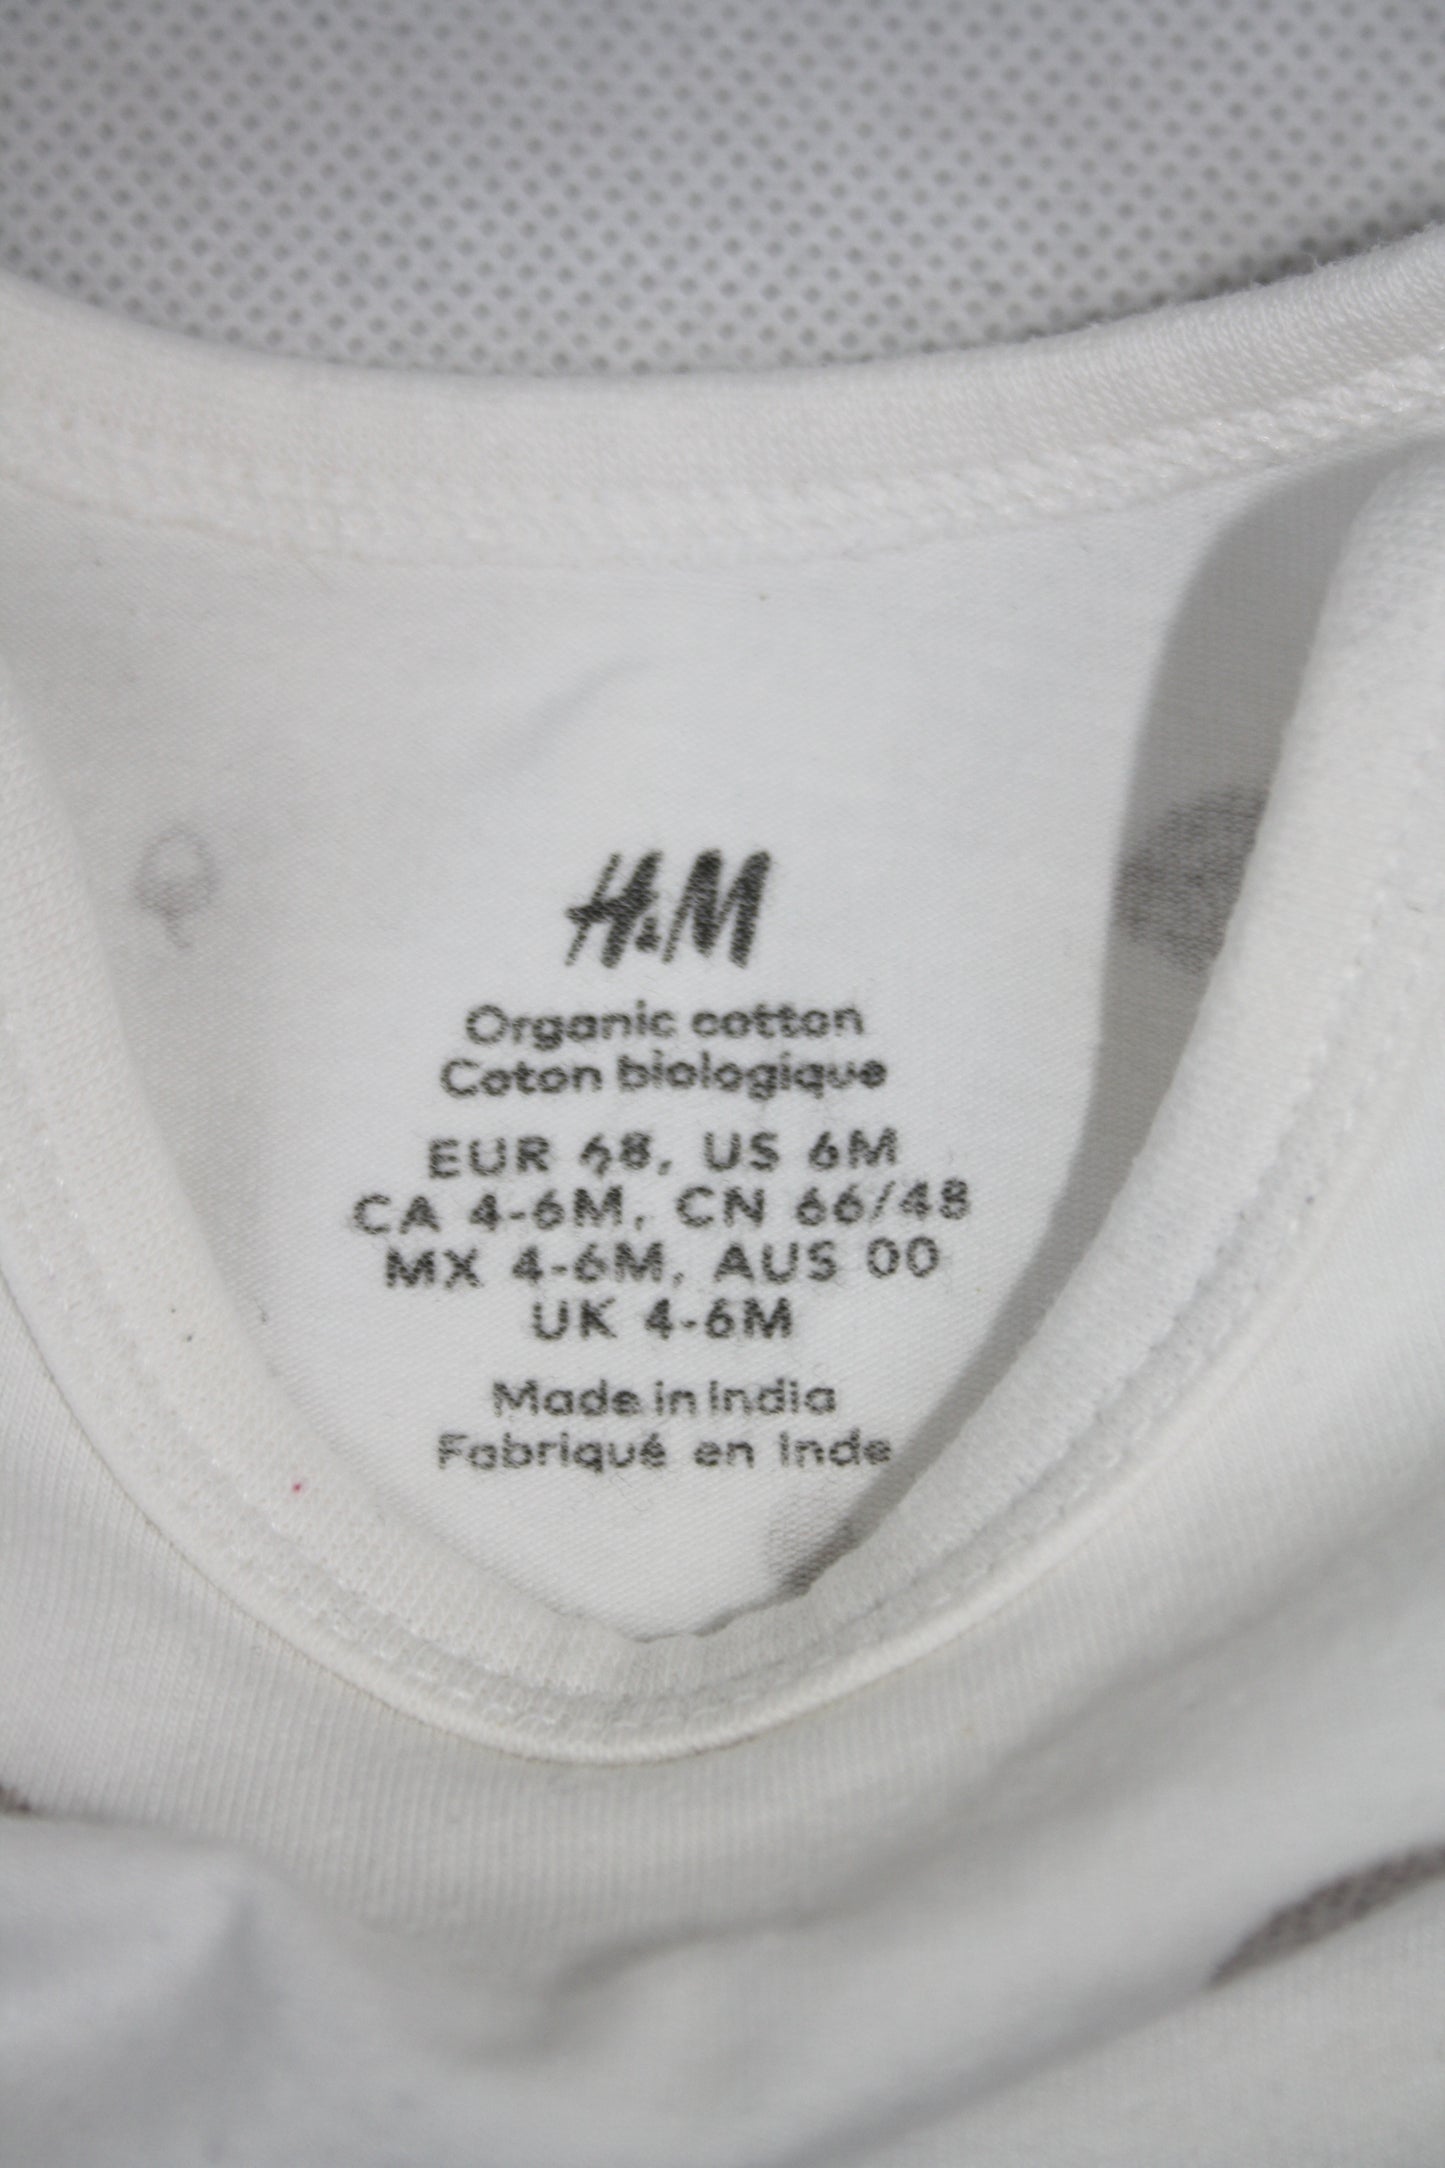 H&M
Organic cotton
Coton biologique
EUR 68, US 6M
CA 4-6M, CN 66/48
MX 4-6M, AUS 00
UK 4-6M
Made in India
Fabriqué en Inde